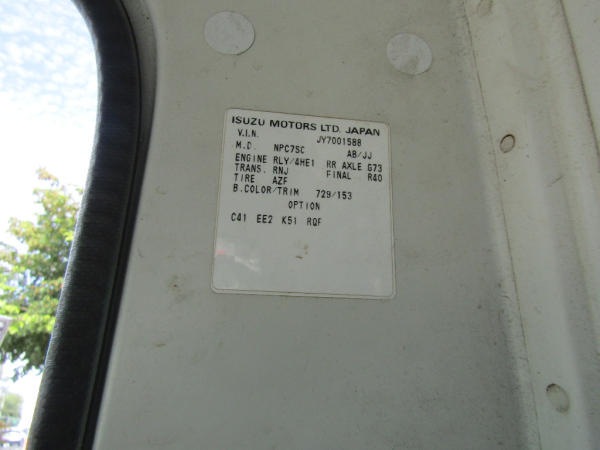 ISUZU MOTORS LTD. JAPAN
V.I.N. JY7001588
M.D. NPC75C AB/JJ
ENGINE RLY/4HE1 RR AXLE G73
TRANS. RNJ FINAL R40
TIRE AZF
B.COLOR/TRIM 729/153
OPTION
C41 EE2 K51 RQF